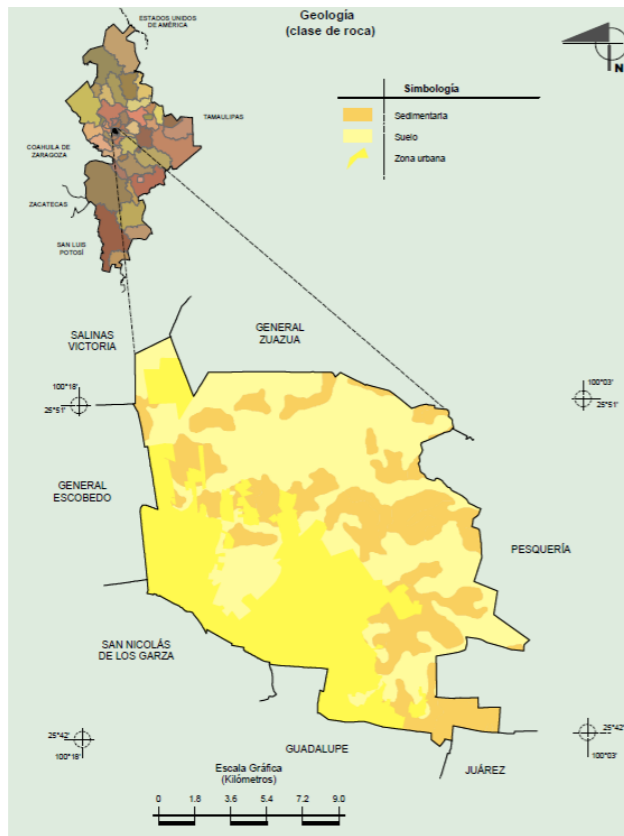 ESTADOS UNIDOS
DE AMÉRICA
Geología
(clase de roca)
N
Simbología
Sedimentaria
Suelo
Zona urbana
TAMAULIPAS
COAHUILA DE
ZARAGOZA
ZACATECAS
SAN LUIS
POTOSÍ
SALINAS
VICTORIA
GENERAL
ZUAZUA
100°18'
25°51'
100°03'
25°51'
GENERAL
ESCOBEDO
PESQUERÍA
SAN NICOLÁS
DE LOS GARZA
25°42'
100°18'
25°42'
100°03'
GUADALUPE
JUÁREZ
Escala Gráfica
(Kilómetros)
0 1.8 3.6 5.4 7.2 9.0